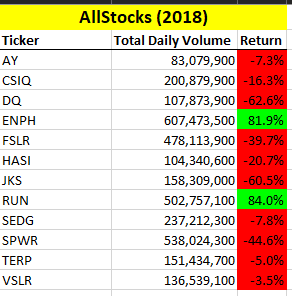 AllStocks (2018)
Ticker Total Daily Volume Return
AY 83,079,900 -7.3%
CSIQ 200,879,900 -16.3%
DQ 107,873,900 -62.6%
ENPH 607,473,500 81.9%
FSLR 478,113,900 -39.7%
HASI 104,340,600 -20.7%
JKS 158,309,000 -60.5%
RUN 502,757,100 84.0%
SEDG 237,212,300 -7.8%
SPWR 538,024,300 -44.6%
TERP 151,434,700 -5.0%
VSLR 136,539,100 -3.5%